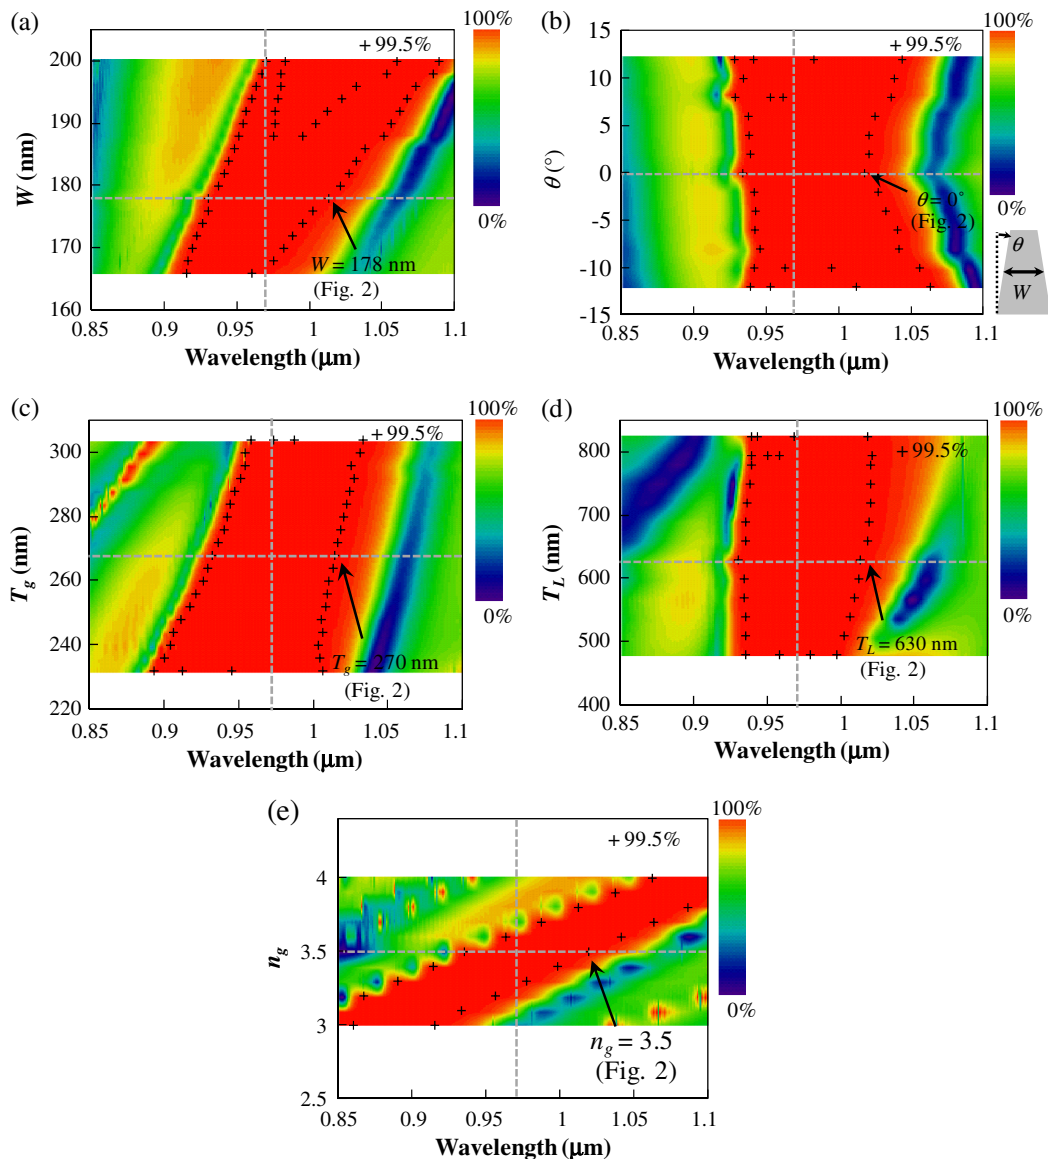 (a)
100%
0%
+ 99.5%
200
190
180
170
160
W (nm)
W = 178 nm
(Fig. 2)
0.85
0.9
0.95
1
1.05
1.1
Wavelength (μm)
(b)
100%
0%
+ 99.5%
15
10
5
0
-5
-10
-15
θ (°)
θ = 0°
(Fig. 2)
θ
W
0.85
0.9
0.95
1
1.05
1.1
Wavelength (μm)
(c)
100%
0%
+ 99.5%
300
280
260
240
220
Tg (nm)
Tg = 270 nm
(Fig. 2)
0.85
0.9
0.95
1
1.05
1.1
Wavelength (μm)
(d)
100%
0%
+ 99.5%
800
700
600
500
400
TL (nm)
TL = 630 nm
(Fig. 2)
0.85
0.9
0.95
1
1.05
1.1
Wavelength (μm)
(e)
100%
0%
+ 99.5%
4
3.5
3
2.5
ng
ng = 3.5
(Fig. 2)
0.85
0.9
0.95
1
1.05
1.1
Wavelength (μm)